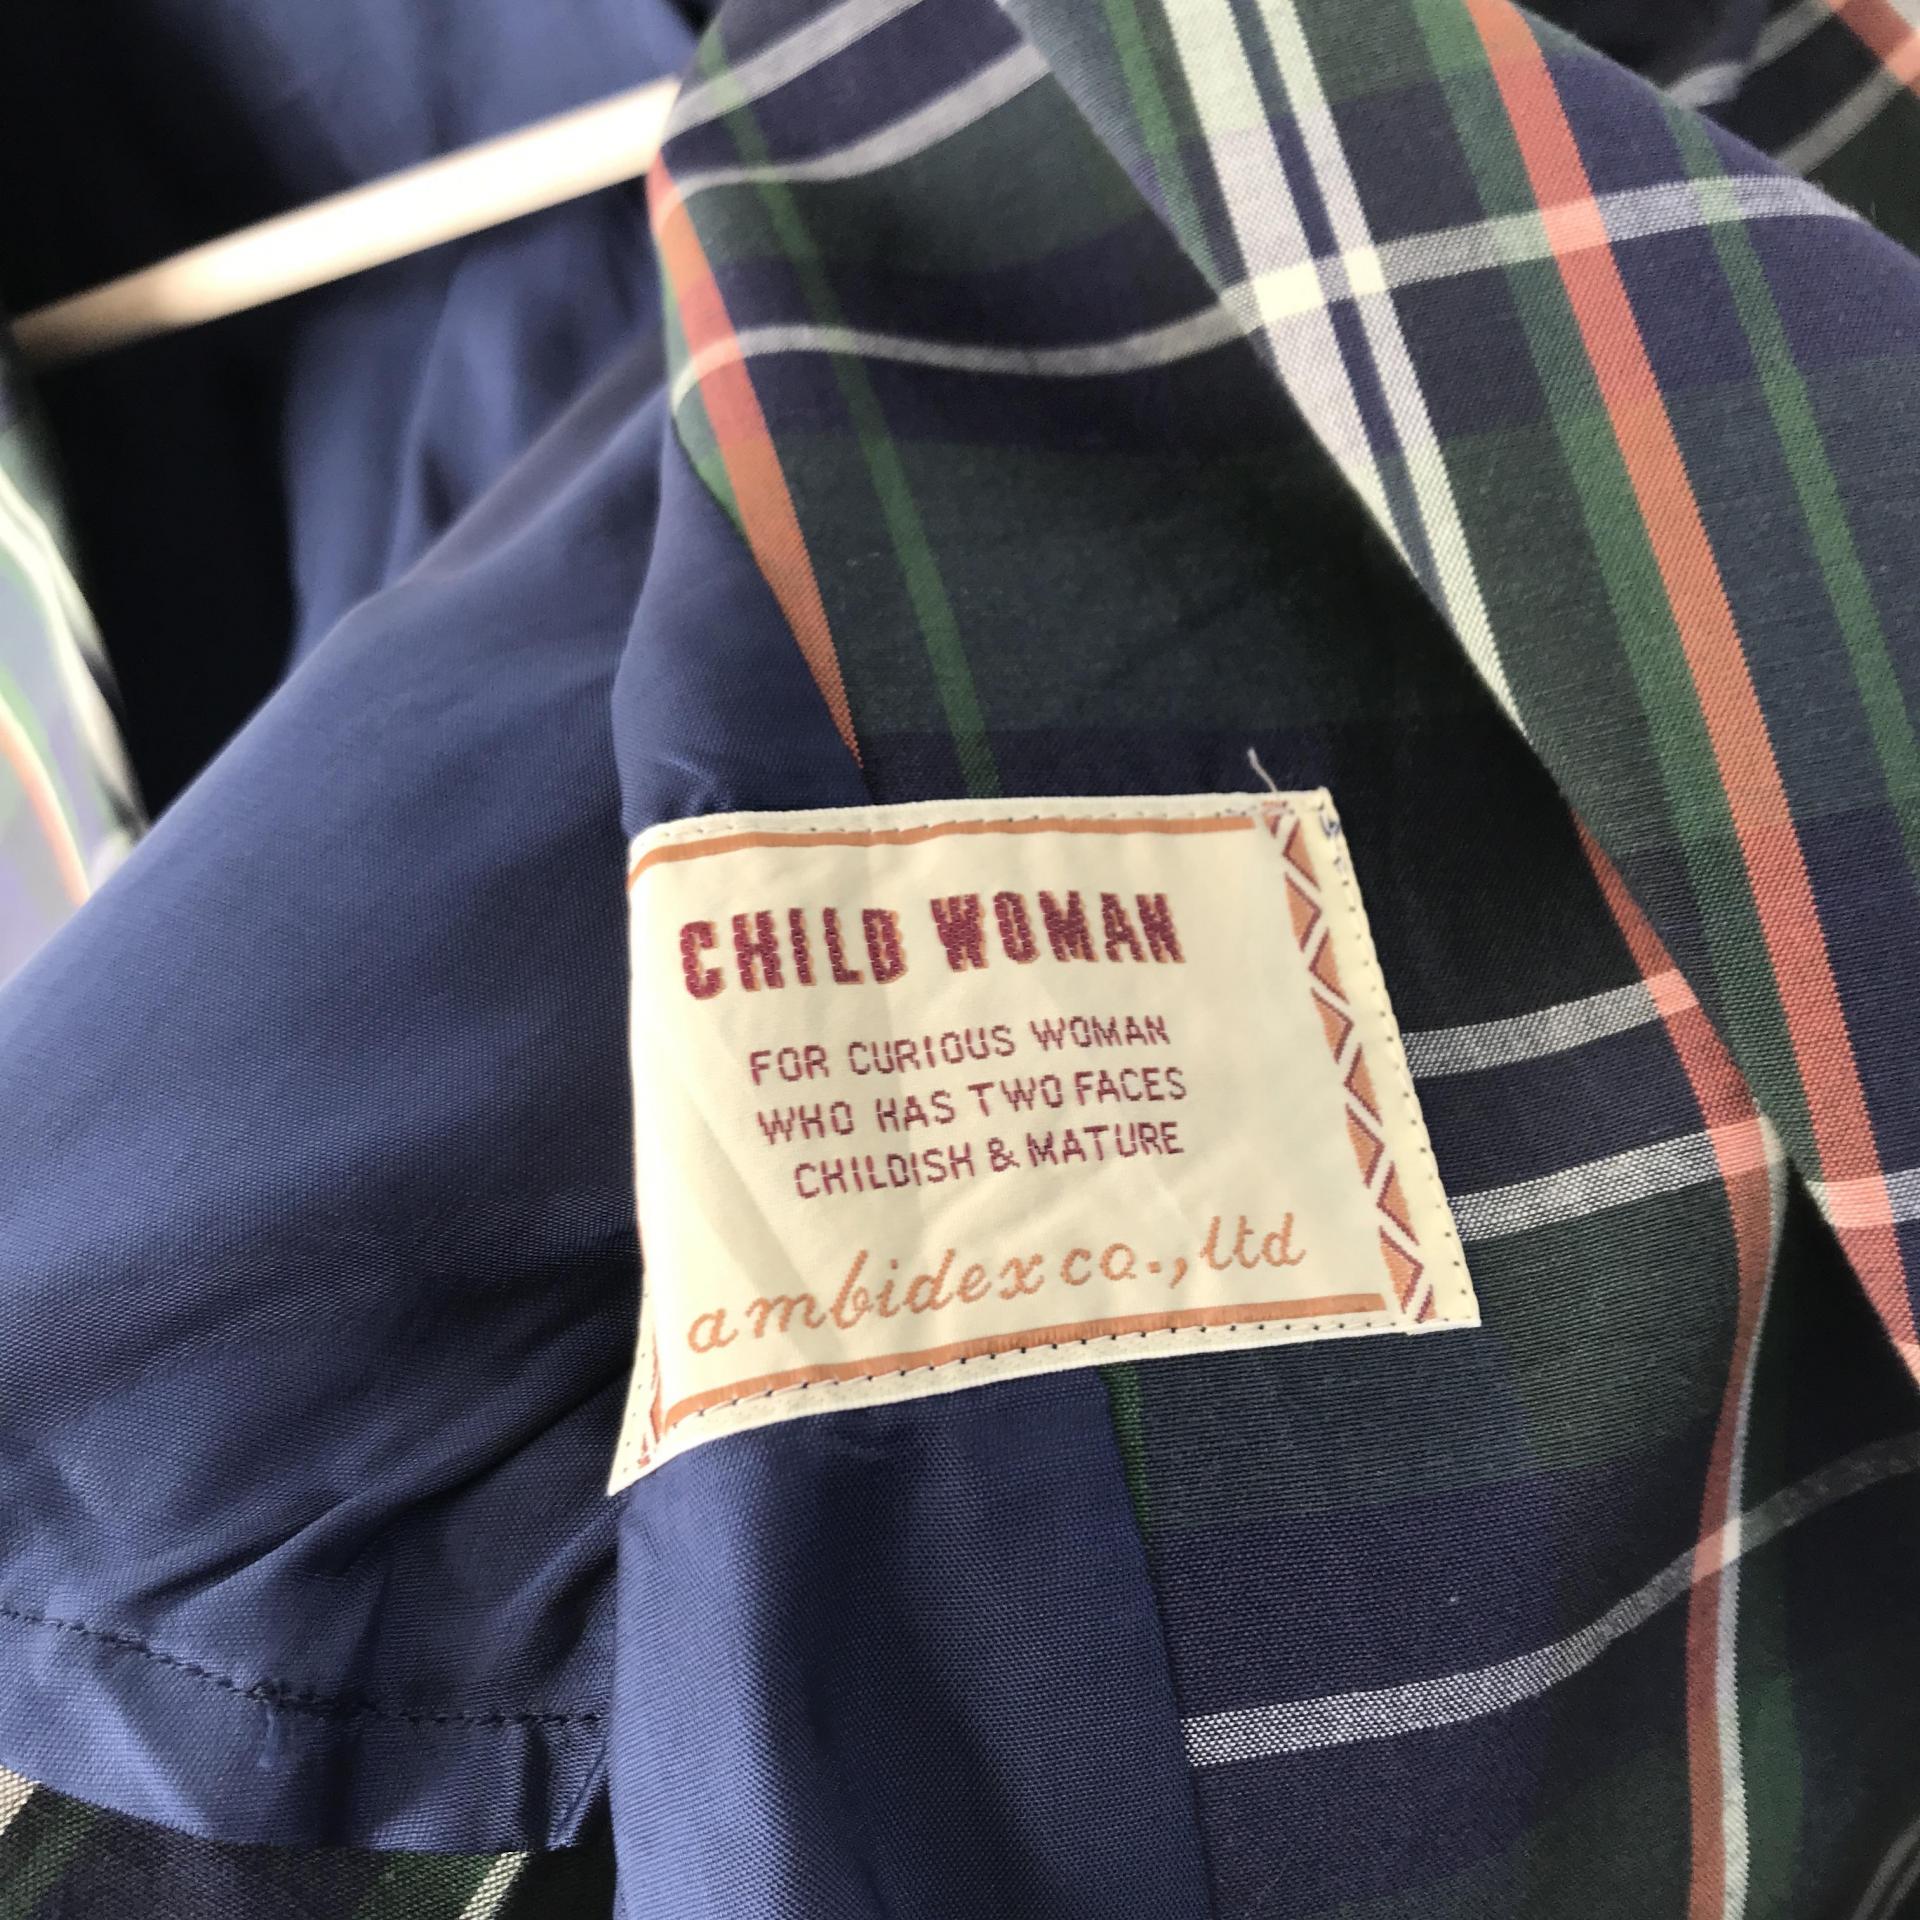 CHILD WOMAN
FOR CURIOUS WOMAN
WHO HAS TWO FACES
CHILDISH & MATURE
ambidex co., ltd